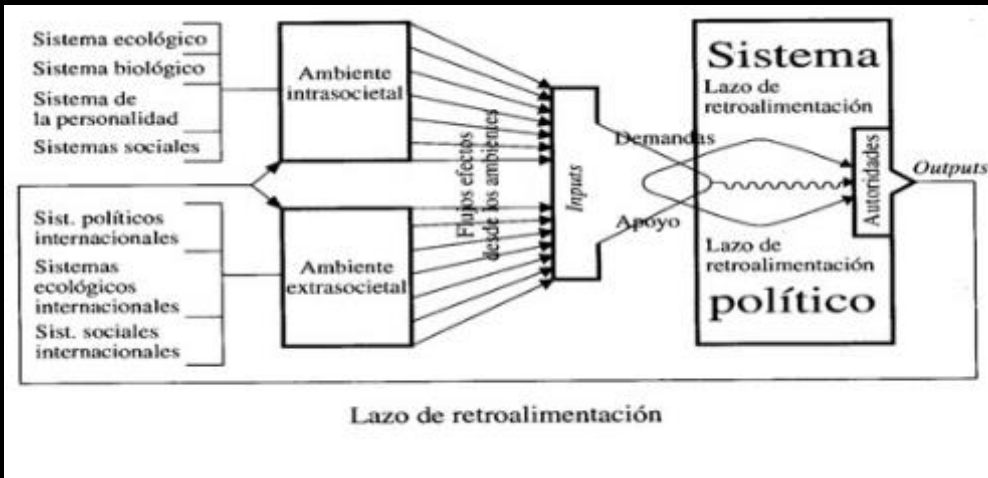 Sistema ecológico
Sistema biológico
Sistema de
la personalidad
Sistemas sociales
Ambiente
intrasocietal
Sist. políticos
internacionales
Sistemas
ecológicos
internacionales
Sist. sociales
internacionales
Ambiente
extrasocietal
Flujos efectos
desde los ambientes
Inputs
Demandas
Apoyo
Sistema
Lazo de
retroalimentación
Lazo de
retroalimentación
político
Autoridades
Outputs
Lazo de retroalimentación